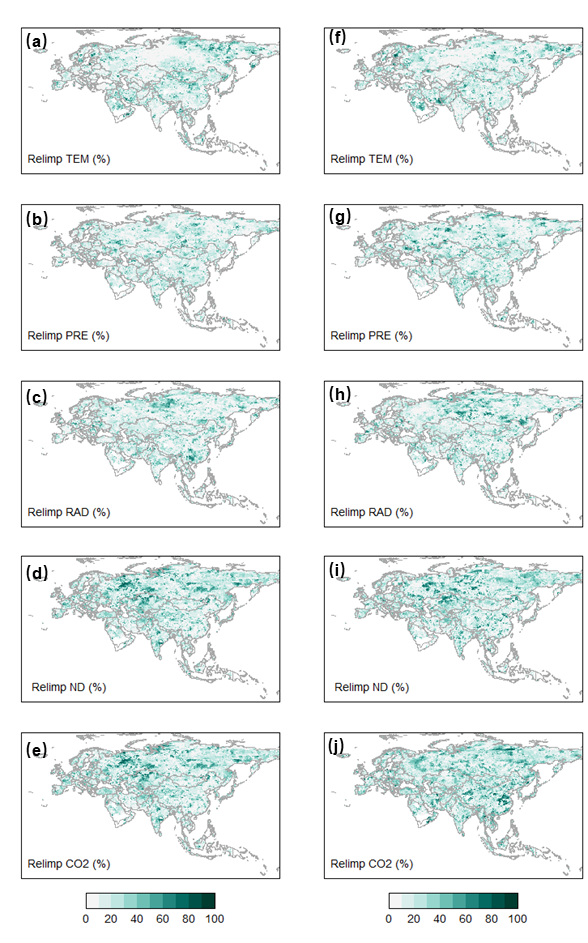 (a) (f)
Relimp TEM (%) Relimp TEM (%)
(b) (g)
Relimp PRE (%) Relimp PRE (%)
(c) (h)
Relimp RAD (%) Relimp RAD (%)
(d) (i)
Relimp ND (%) Relimp ND (%)
(e) (j)
Relimp CO2 (%) Relimp CO2 (%)
0 20 40 60 80 100 0 20 40 60 80 100